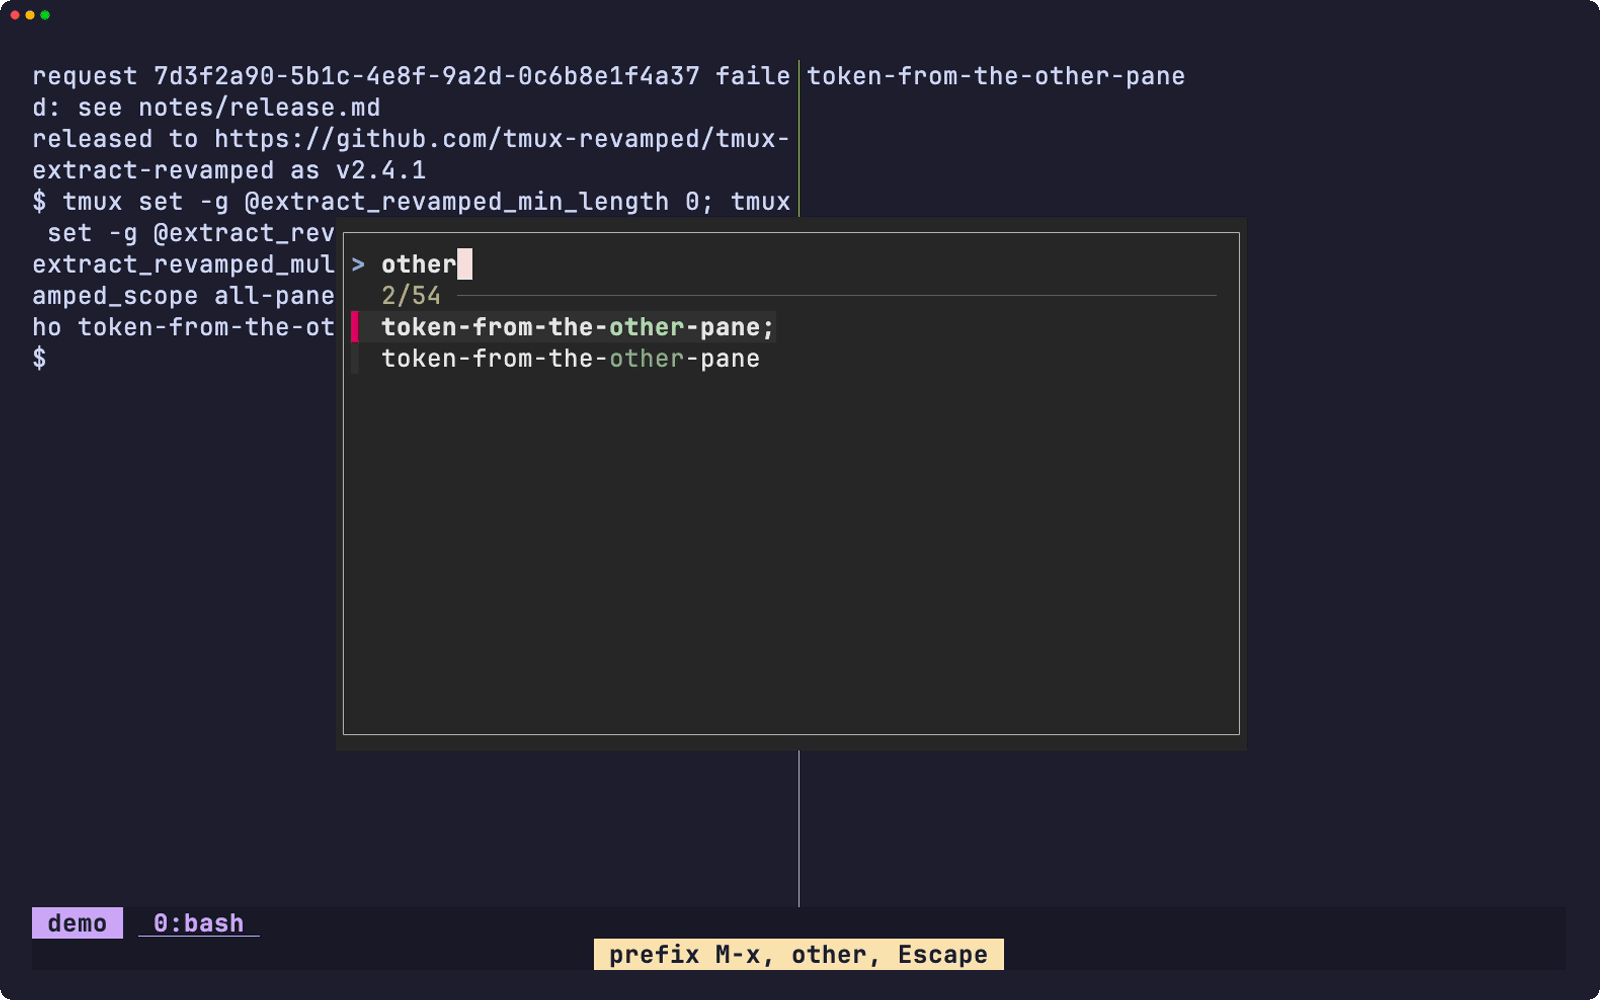 request 7d3f2a90-5b1c-4e8f-9a2d-0c6b8e1f4a37 faile
d: see notes/release.md
released to https://github.com/tmux-revamped/tmux-
extract-revamped as v2.4.1
$ tmux set -g @extract_revamped_min_length 0; tmux
 set -g @extract_rev
extract_revamped_mul
amped_scope all-pane
ho token-from-the-ot
$
token-from-the-other-pane
> other
2/54
token-from-the-other-pane;
token-from-the-other-pane
demo 0:bash
prefix M-x, other, Escape